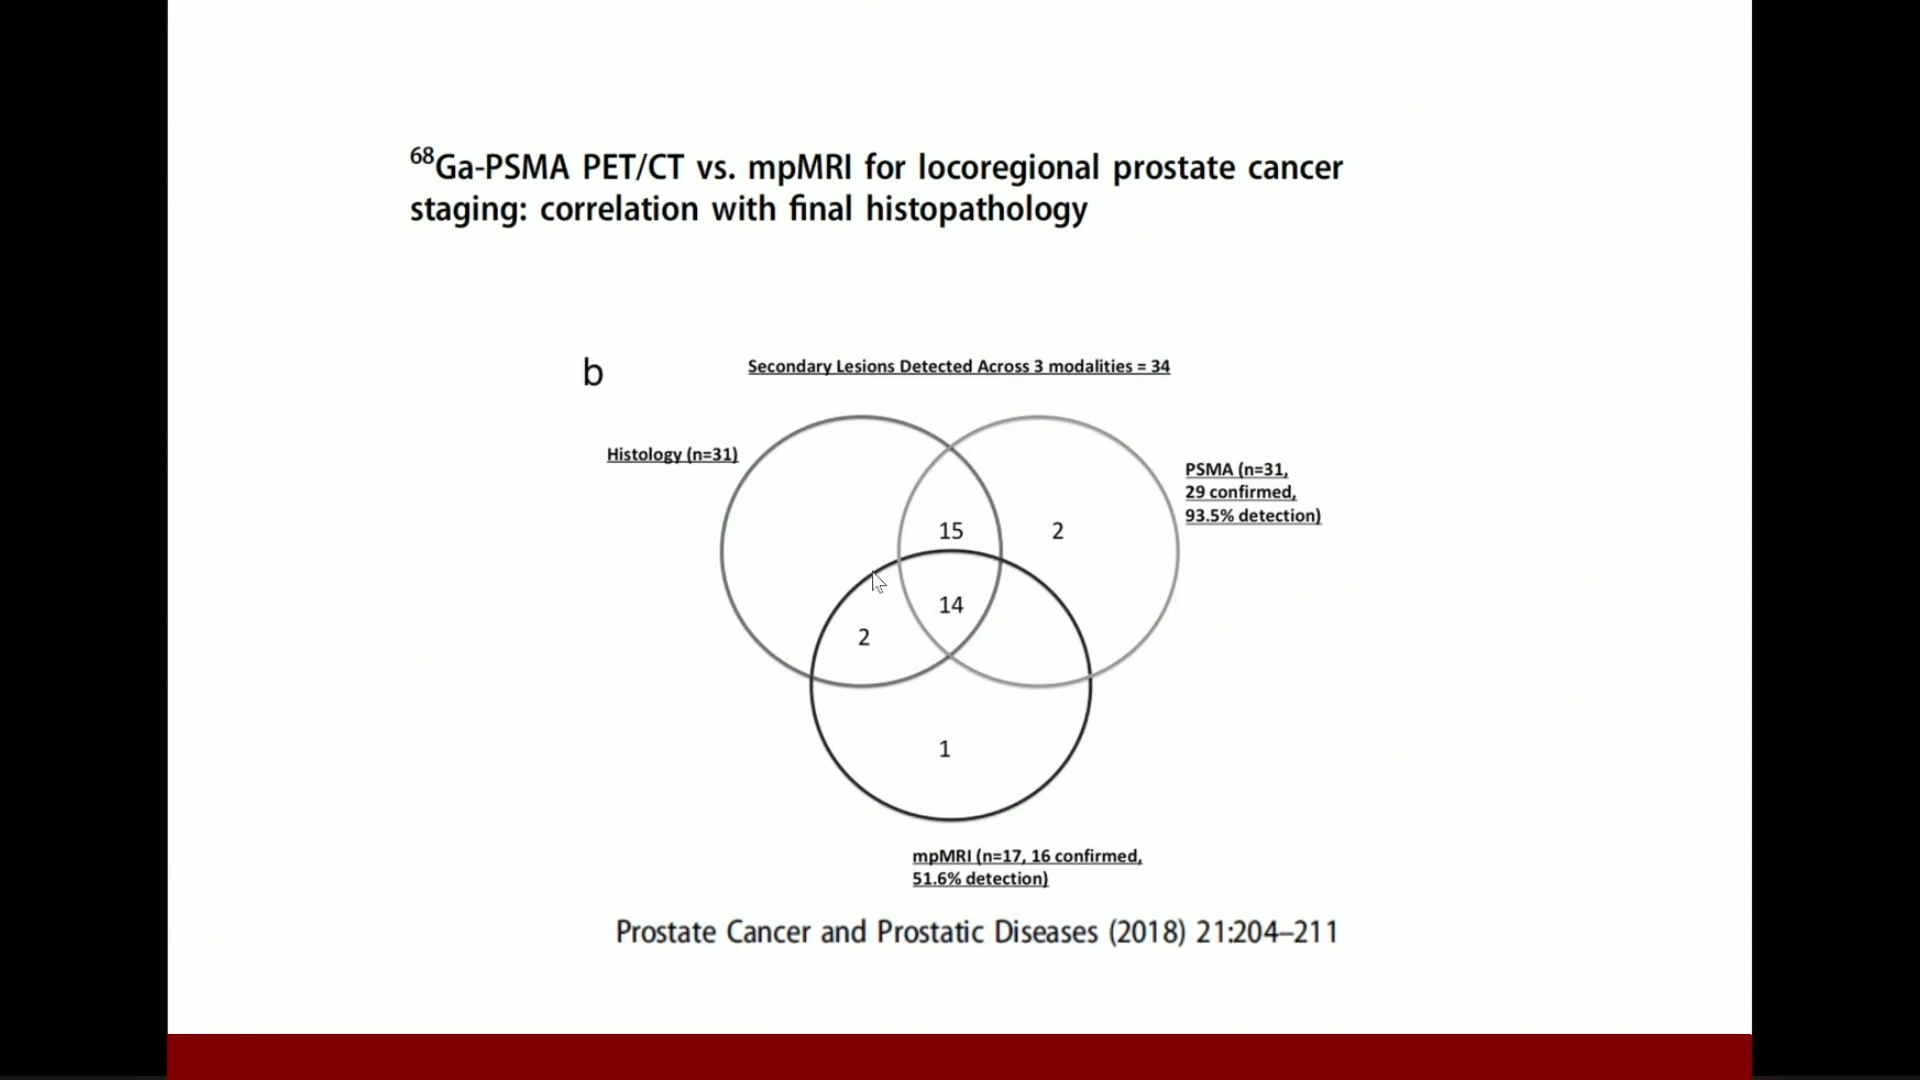 68Ga-PSMA PET/CT vs. mpMRI for locoregional prostate cancer
staging: correlation with final histopathology
b
Secondary Lesions Detected Across 3 modalities = 34
Histology (n=31)
PSMA (n=31,
29 confirmed,
93.5% detection)
15
2
14
2
1
mpMRI (n=17, 16 confirmed,
51.6% detection)
Prostate Cancer and Prostatic Diseases (2018) 21:204–211